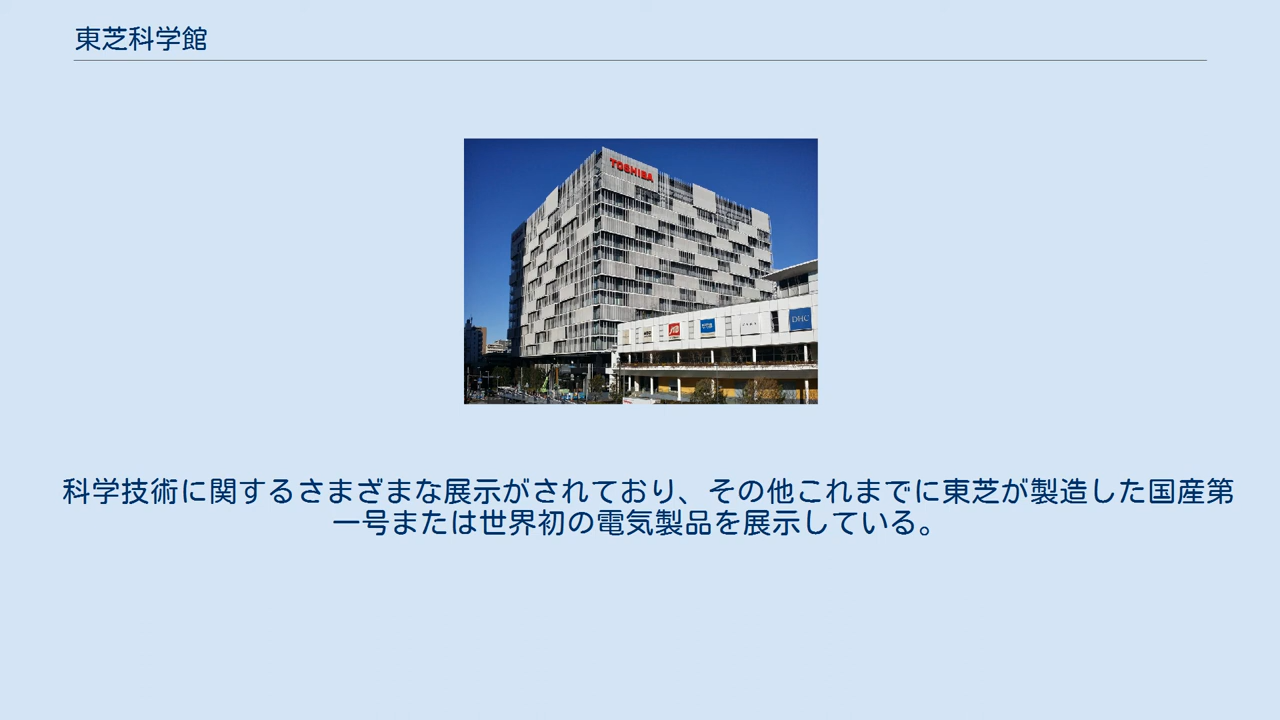 東芝科学館
TOSHIBA
DHC
科学技術に関するさまざまな展示がされており、その他これまでに東芝が製造した国産第
一号または世界初の電気製品を展示している。